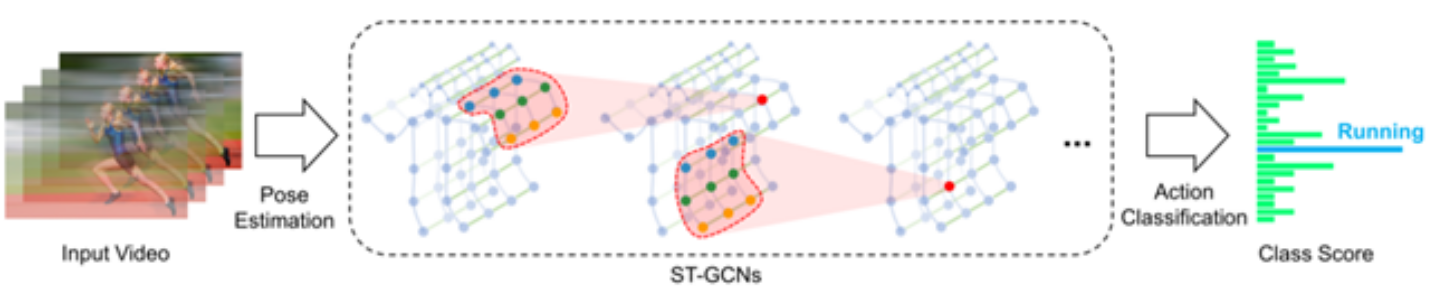 Input Video
Pose
Estimation
ST-GCNs
...
Action
Classification
Running
Class Score